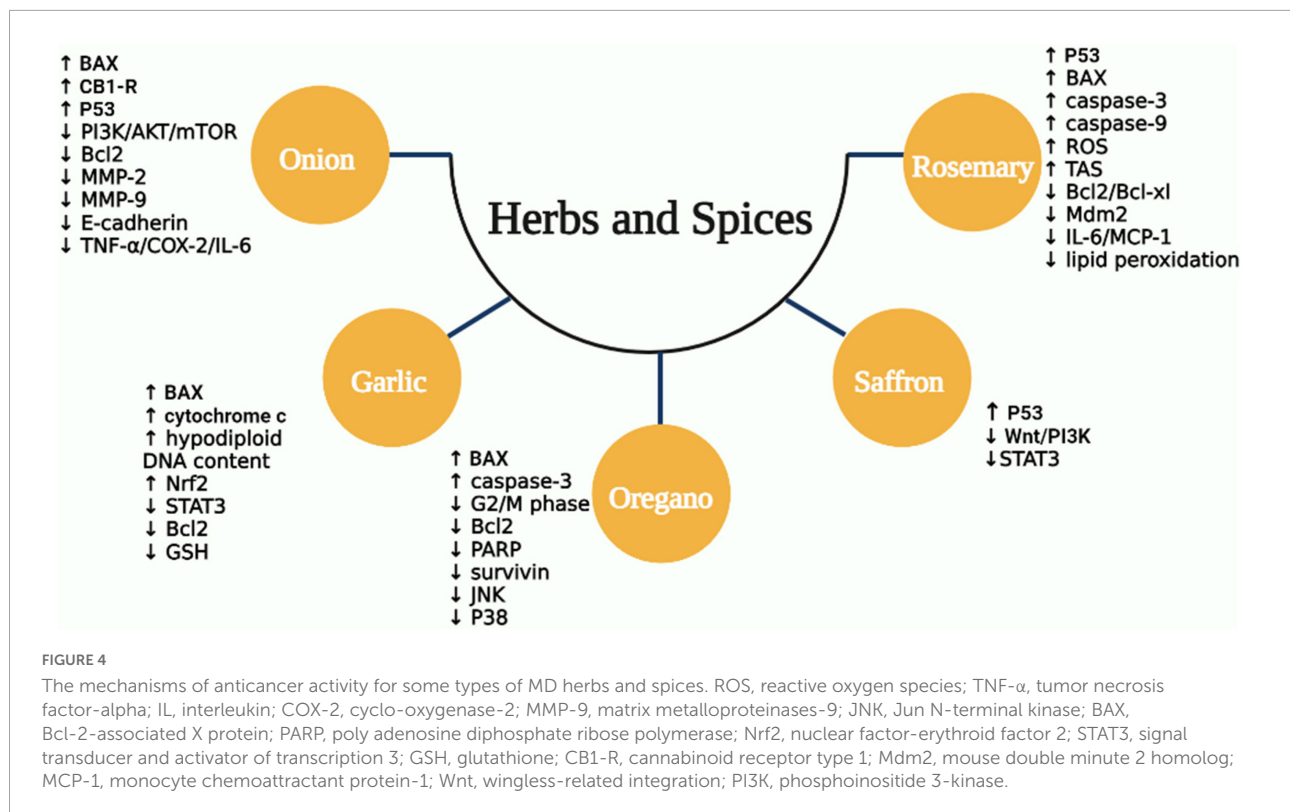 ↑ BAX
↑ CB1-R
↑ P53
↓ PI3K/AKT/mTOR
↓ Bcl2
↓ MMP-2
↓ MMP-9
↓ E-cadherin
↓ TNF-α/COX-2/IL-6
Onion
Herbs and Spices
Rosemary
↑ P53
↑ BAX
↑ caspase-3
↑ caspase-9
↑ ROS
↑ TAS
↓ Bcl2/Bcl-xl
↓ Mdm2
↓ IL-6/MCP-1
↓ lipid peroxidation
Garlic
↑ BAX
↑ cytochrome c
↑ hypodiploid
DNA content
↑ Nrf2
↓ STAT3
↓ Bcl2
↓ GSH
Oregano
↑ BAX
↑ caspase-3
↓ G2/M phase
↓ Bcl2
↓ PARP
↓ survivin
↓ JNK
↓ P38
Saffron
↑ P53
↓ Wnt/PI3K
↓STAT3
FIGURE 4
The mechanisms of anticancer activity for some types of MD herbs and spices. ROS, reactive oxygen species; TNF-α, tumor necrosis
factor-alpha; IL, interleukin; COX-2, cyclo-oxygenase-2; MMP-9, matrix metalloproteinases-9; JNK, Jun N-terminal kinase; BAX,
Bcl-2-associated X protein; PARP, poly adenosine diphosphate ribose polymerase; Nrf2, nuclear factor-erythroid factor 2; STAT3, signal
transducer and activator of transcription 3; GSH, glutathione; CB1-R, cannabinoid receptor type 1; Mdm2, mouse double minute 2 homolog;
MCP-1, monocyte chemoattractant protein-1; Wnt, wingless-related integration; PI3K, phosphoinositide 3-kinase.